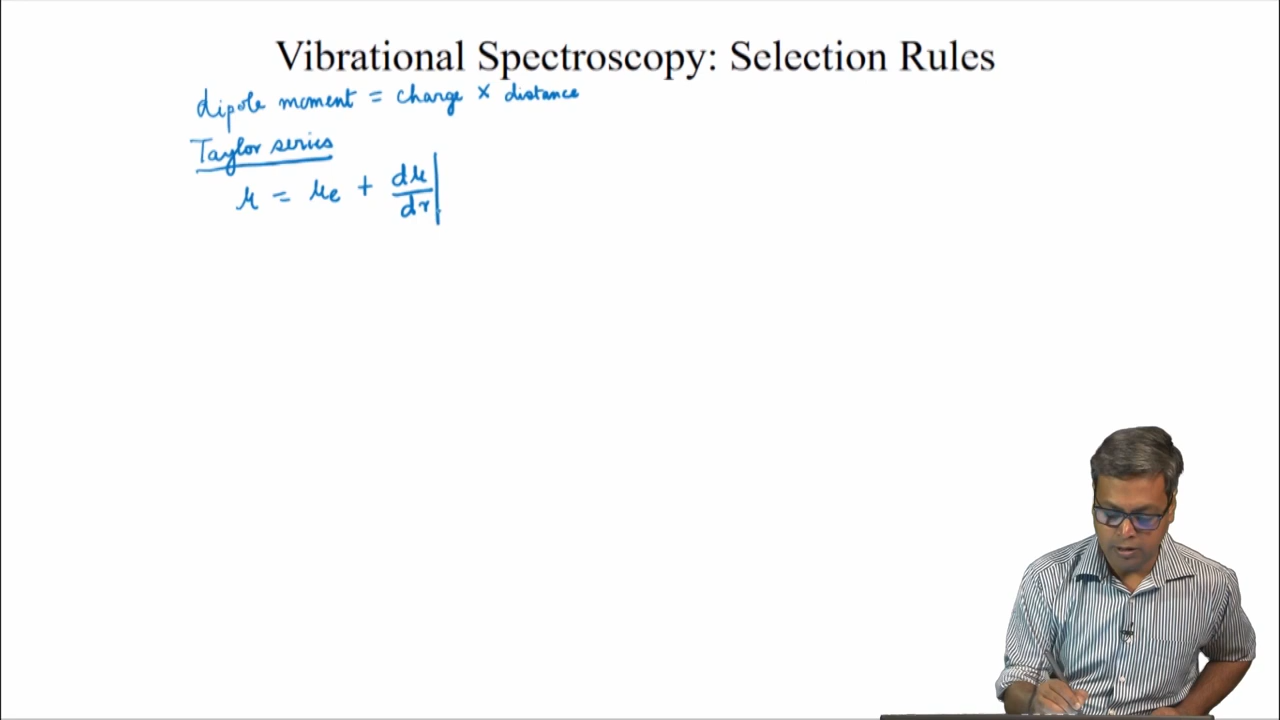 Vibrational Spectroscopy: Selection Rules
dipole moment = charge × distance
Taylor series
μ = μe + dμ/dr |